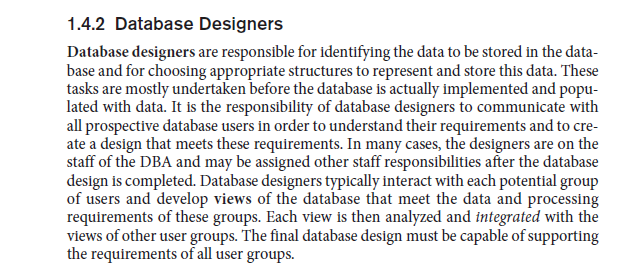 1.4.2 Database Designers
Database designers are responsible for identifying the data to be stored in the data-
base and for choosing appropriate structures to represent and store this data. These
tasks are mostly undertaken before the database is actually implemented and popu-
lated with data. It is the responsibility of database designers to communicate with
all prospective database users in order to understand their requirements and to cre-
ate a design that meets these requirements. In many cases, the designers are on the
staff of the DBA and may be assigned other staff responsibilities after the database
design is completed. Database designers typically interact with each potential group
of users and develop views of the database that meet the data and processing
requirements of these groups. Each view is then analyzed and integrated with the
views of other user groups. The final database design must be capable of supporting
the requirements of all user groups.